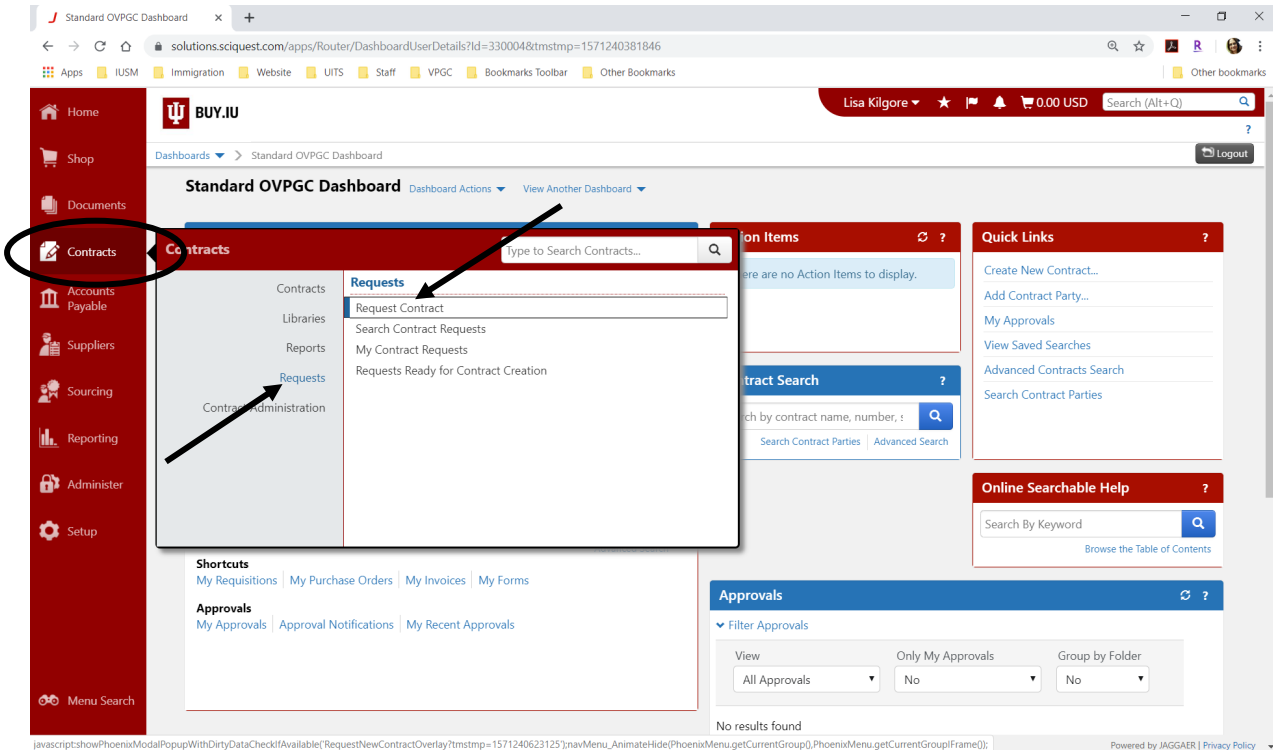 Standard OVPGC Dashboard
solutions.sciquest.com/apps/Router/DashboardUserDetails?Id=330004&tmstmp=1571240381846
Apps IUSM Immigration Website UITS Staff VPGC Bookmarks Toolbar Other Bookmarks Other bookmarks
BUY.IU
Lisa Kilgore 0.00 USD Search (Alt+Q)
?
Dashboards > Standard OVPGC Dashboard Logout
Standard OVPGC Dashboard Dashboard Actions View Another Dashboard
Home
Shop
Documents
Contracts
Accounts
Payable
Suppliers
Sourcing
Reporting
Administer
Setup
Menu Search
Contracts Type to Search Contracts...
Contracts
Libraries
Reports
Requests
Contract Administration
Requests
Request Contract
Search Contract Requests
My Contract Requests
Requests Ready for Contract Creation
Shortcuts
My Requisitions My Purchase Orders My Invoices My Forms
Approvals
My Approvals Approval Notifications My Recent Approvals
ion Items ?
ere are no Action Items to display.
tract Search ?
rch by contract name, number, s
Search Contract Parties Advanced Search
Quick Links ?
Create New Contract...
Add Contract Party...
My Approvals
View Saved Searches
Advanced Contracts Search
Search Contract Parties
Online Searchable Help ?
Search By Keyword
Browse the Table of Contents
Approvals ?
Filter Approvals
View Only My Approvals Group by Folder
All Approvals No No
No results found
javascript:showPhoenixModalPopupWithDirtyDataCheckIfAvailable('RequestNewContractOverlay?tmstmp=1571240623125');navMenu_AnimateHide(PhoenixMenu.getCurrentGroup(),PhoenixMenu.getCurrentGroupIFrame());
Powered by JAGGAER | Privacy Policy